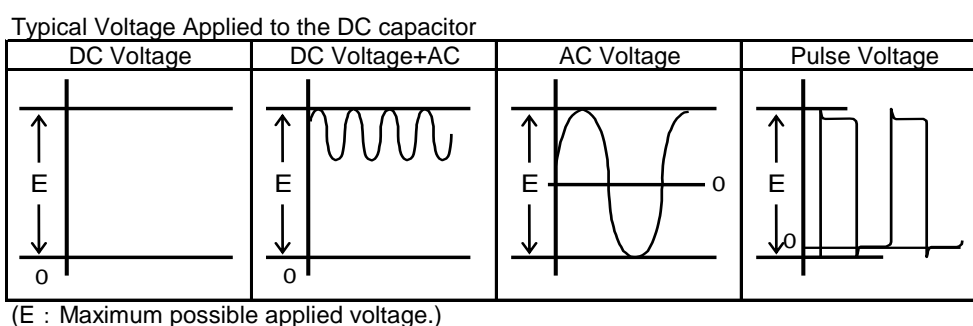 Typical Voltage Applied to the DC capacitor
DC Voltage
DC Voltage+AC
AC Voltage
Pulse Voltage
E
0
E
0
E
0
E
0
(E：Maximum possible applied voltage.)